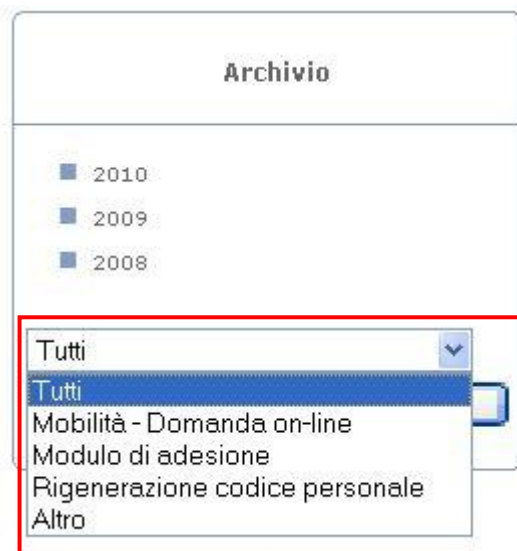 Archivio
2010
2009
2008
Tutti
Tutti
Mobilità - Domanda on-line
Modulo di adesione
Rigenerazione codice personale
Altro